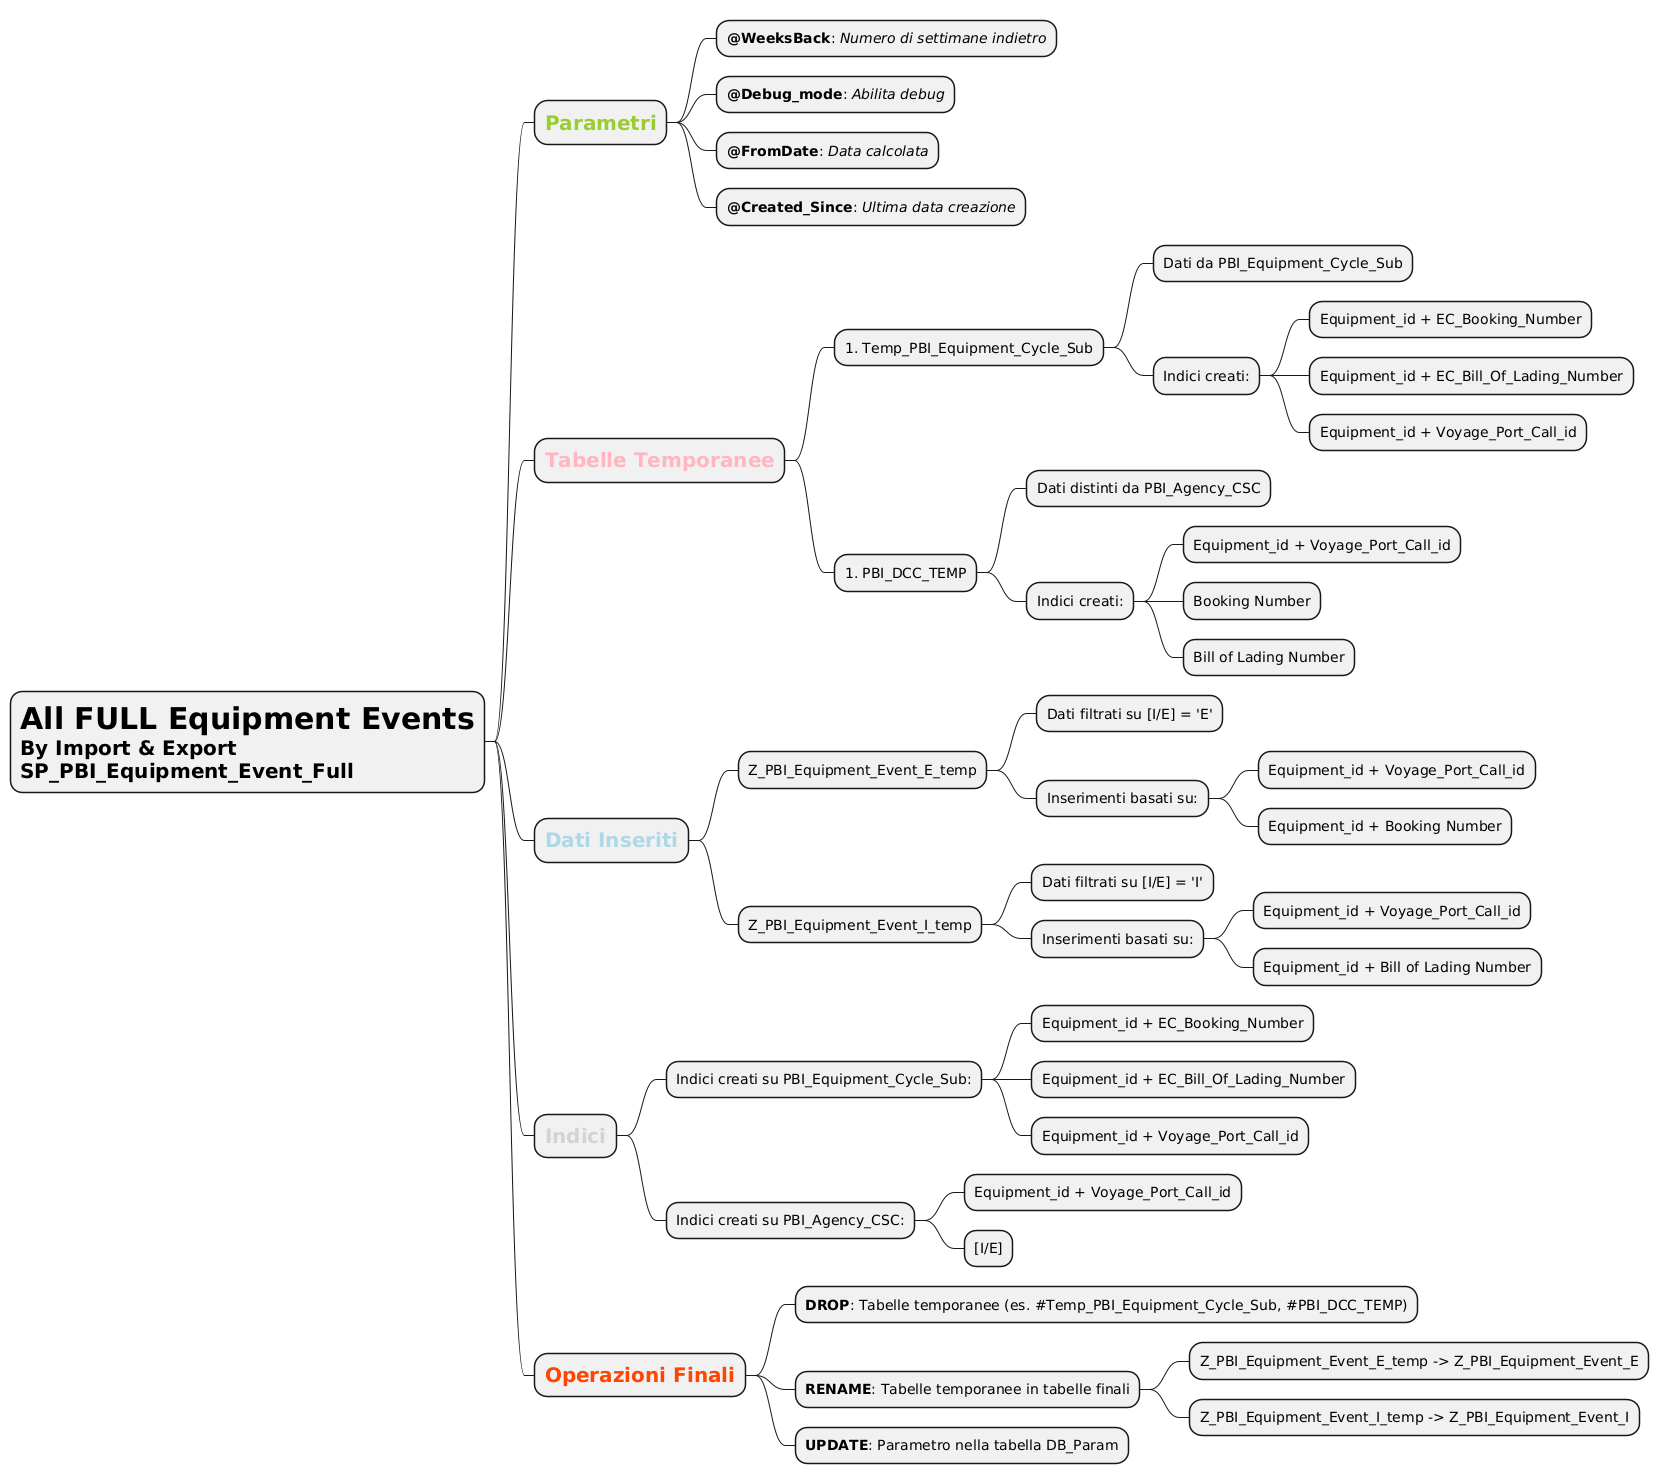 All FULL Equipment Events
By Import & Export
SP_PBI_Equipment_Event_Full
Parametri
@WeeksBack: Numero di settimane indietro
@Debug_mode: Abilita debug
@FromDate: Data calcolata
@Created_Since: Ultima data creazione
Tabelle Temporanee
1. Temp_PBI_Equipment_Cycle_Sub
Dati da PBI_Equipment_Cycle_Sub
Indici creati:
Equipment_id + EC_Booking_Number
Equipment_id + EC_Bill_Of_Lading_Number
Equipment_id + Voyage_Port_Call_id
1. PBI_DCC_TEMP
Dati distinti da PBI_Agency_CSC
Indici creati:
Equipment_id + Voyage_Port_Call_id
Booking Number
Bill of Lading Number
Dati Inseriti
Z_PBI_Equipment_Event_E_temp
Dati filtrati su [I/E] = 'E'
Inserimenti basati su:
Equipment_id + Voyage_Port_Call_id
Equipment_id + Booking Number
Z_PBI_Equipment_Event_I_temp
Dati filtrati su [I/E] = 'I'
Inserimenti basati su:
Equipment_id + Voyage_Port_Call_id
Equipment_id + Bill of Lading Number
Indici
Indici creati su PBI_Equipment_Cycle_Sub:
Equipment_id + EC_Booking_Number
Equipment_id + EC_Bill_Of_Lading_Number
Equipment_id + Voyage_Port_Call_id
Indici creati su PBI_Agency_CSC:
Equipment_id + Voyage_Port_Call_id
[I/E]
Operazioni Finali
DROP: Tabelle temporanee (es. #Temp_PBI_Equipment_Cycle_Sub, #PBI_DCC_TEMP)
RENAME: Tabelle temporanee in tabelle finali
Z_PBI_Equipment_Event_E_temp -> Z_PBI_Equipment_Event_E
Z_PBI_Equipment_Event_I_temp -> Z_PBI_Equipment_Event_I
UPDATE: Parametro nella tabella DB_Param